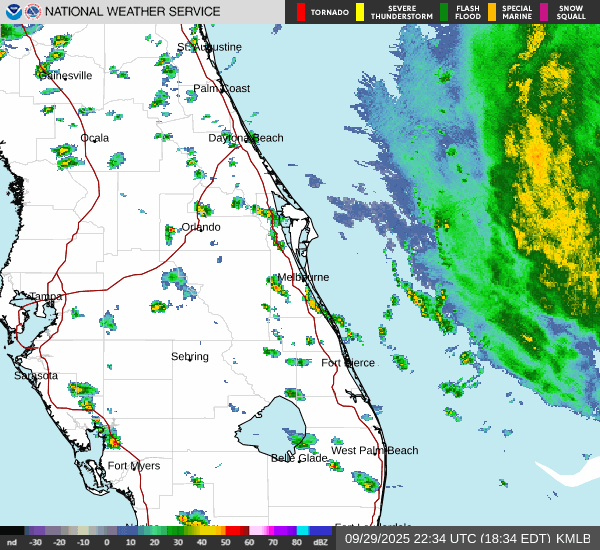 NATIONAL WEATHER SERVICE
TORNADO
SEVERE THUNDERSTORM
FLASH FLOOD
SPECIAL MARINE
SNOW SQUALL
St. Augustine
Gainesville
Palm Coast
Ocala
Daytona Beach
Orlando
Melbourne
Tampa
Sebring
Fort Pierce
Sarasota
West Palm Beach
Belle Glade
Fort Myers
Fort Lauderdale
nd -30 -20 -10 0 10 20 30 40 50 60 70 80 dBZ
09/29/2025 22:34 UTC (18:34 EDT) KMLB